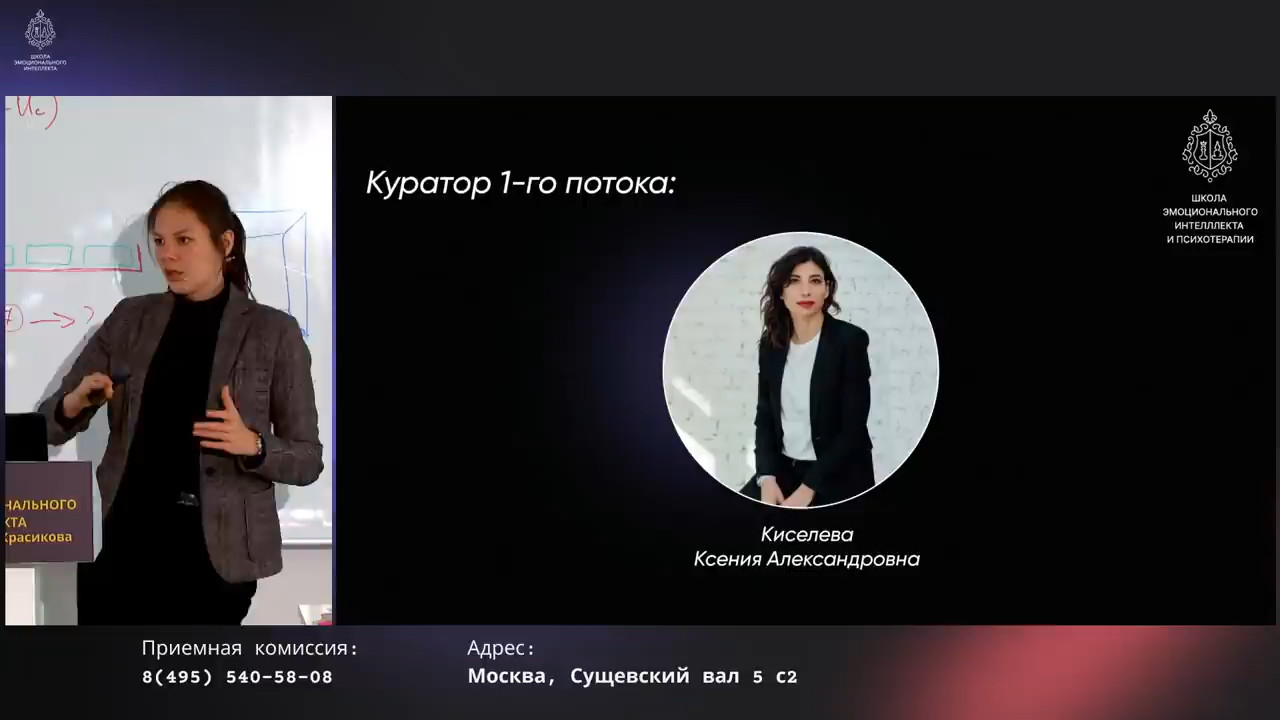 ШКОЛА
ЭМОЦИОНАЛЬНОГО
ИНТЕЛЛЕКТА
-Uc)
?
НАЛЬНОГО
КТА
Красикова
Куратор 1-го потока:
ШКОЛА
ЭМОЦИОНАЛЬНОГО
ИНТЕЛЛЛЕКТА
И ПСИХОТЕРАПИИ
Киселева
Ксения Александровна
Приемная комиссия:
8(495) 540-58-08
Адрес:
Москва, Сущевский вал 5 с2